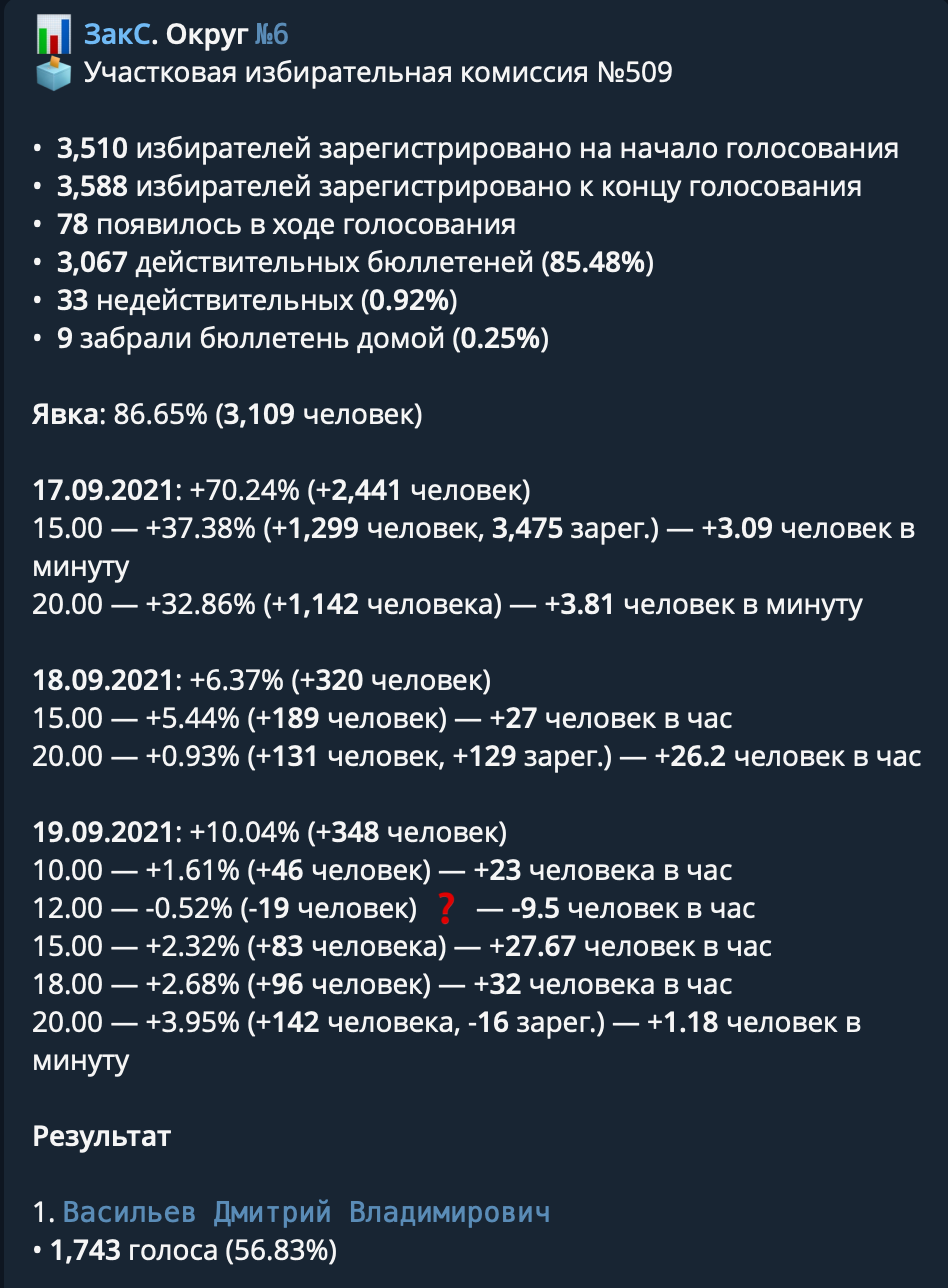 ЗакС. Округ №6
Участковая избирательная комиссия №509
• 3,510 избирателей зарегистрировано на начало голосования
• 3,588 избирателей зарегистрировано к концу голосования
• 78 появилось в ходе голосования
• 3,067 действительных бюллетеней (85.48%)
• 33 недействительных (0.92%)
• 9 забрали бюллетень домой (0.25%)
Явка: 86.65% (3,109 человек)
17.09.2021: +70.24% (+2,441 человек)
15.00 — +37.38% (+1,299 человек, 3,475 зарег.) — +3.09 человек в
минуту
20.00 — +32.86% (+1,142 человека) — +3.81 человек в минуту
18.09.2021: +6.37% (+320 человек)
15.00 — +5.44% (+189 человек) — +27 человек в час
20.00 — +0.93% (+131 человек, +129 зарег.) — +26.2 человек в час
19.09.2021: +10.04% (+348 человек)
10.00 — +1.61% (+46 человек) — +23 человека в час
12.00 — -0.52% (-19 человек) ❓ — -9.5 человек в час
15.00 — +2.32% (+83 человека) — +27.67 человек в час
18.00 — +2.68% (+96 человек) — +32 человека в час
20.00 — +3.95% (+142 человека, -16 зарег.) — +1.18 человек в
минуту
Результат
1. Васильев Дмитрий Владимирович
• 1,743 голоса (56.83%)